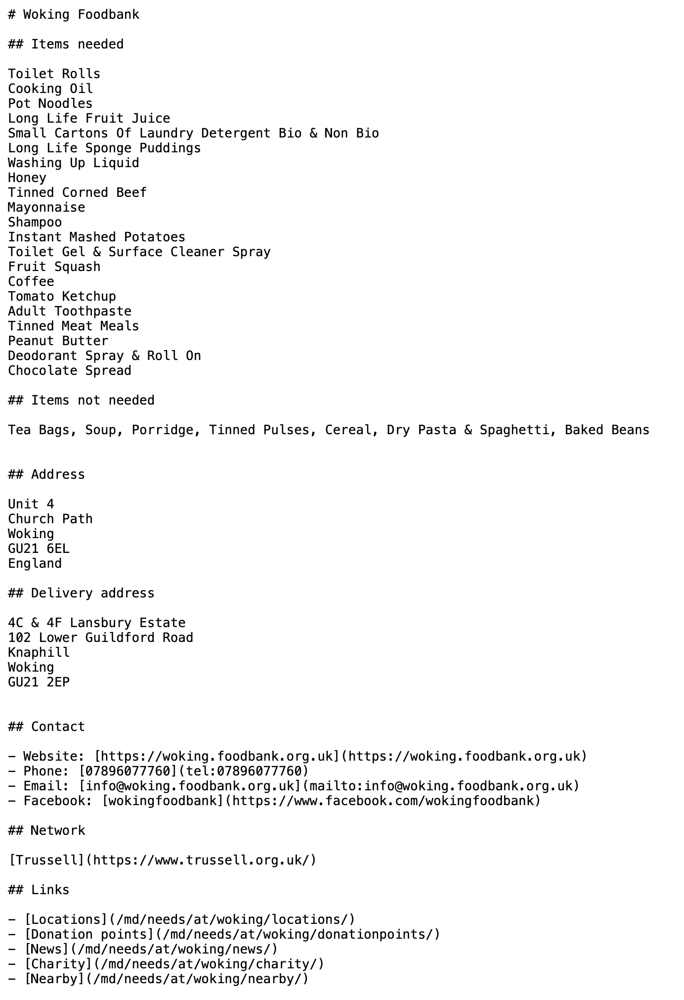 # Woking Foodbank
## Items needed
Toilet Rolls
Cooking Oil
Pot Noodles
Long Life Fruit Juice
Small Cartons Of Laundry Detergent Bio & Non Bio
Long Life Sponge Puddings
Washing Up Liquid
Honey
Tinned Corned Beef
Mayonnaise
Shampoo
Instant Mashed Potatoes
Toilet Gel & Surface Cleaner Spray
Fruit Squash
Coffee
Tomato Ketchup
Adult Toothpaste
Tinned Meat Meals
Peanut Butter
Deodorant Spray & Roll On
Chocolate Spread
## Items not needed
Tea Bags, Soup, Porridge, Tinned Pulses, Cereal, Dry Pasta & Spaghetti, Baked Beans
## Address
Unit 4
Church Path
Woking
GU21 6EL
England
## Delivery address
4C & 4F Lansbury Estate
102 Lower Guildford Road
Knaphill
Woking
GU21 2EP
## Contact
- Website: [https://woking.foodbank.org.uk](https://woking.foodbank.org.uk)
- Phone: [07896077760](tel:07896077760)
- Email: [info@woking.foodbank.org.uk](mailto:info@woking.foodbank.org.uk)
- Facebook: [wokingfoodbank](https://www.facebook.com/wokingfoodbank)
## Network
[Trussell](https://www.trussell.org.uk/)
## Links
- [Locations](/md/needs/at/woking/locations/)
- [Donation points](/md/needs/at/woking/donationpoints/)
- [News](/md/needs/at/woking/news/)
- [Charity](/md/needs/at/woking/charity/)
- [Nearby](/md/needs/at/woking/nearby/)